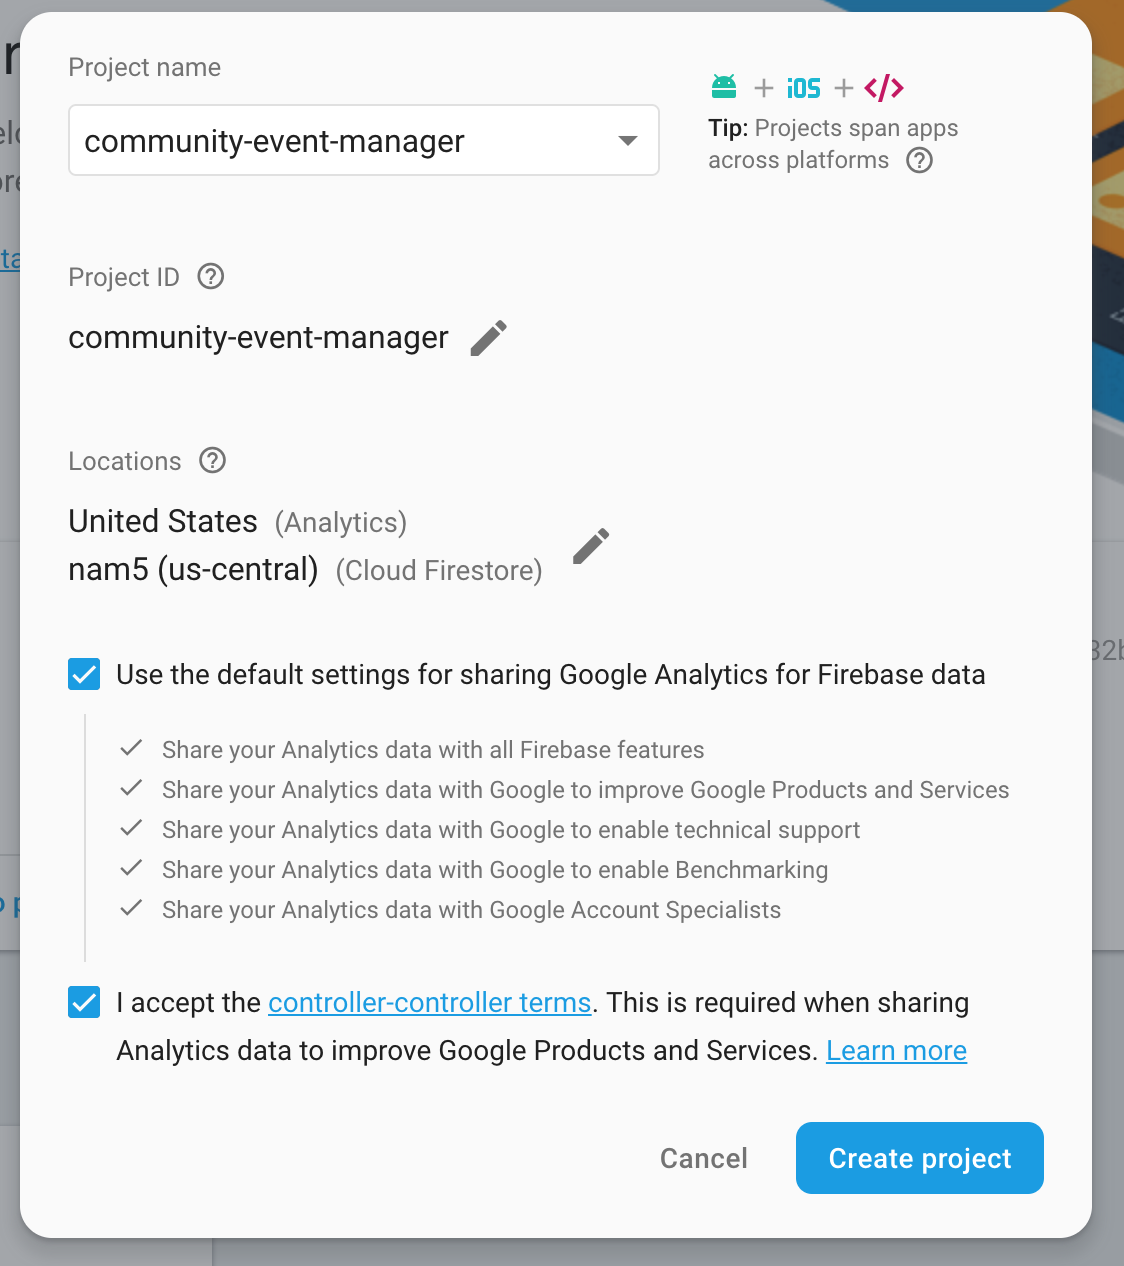 Project name
community-event-manager
iOS
Tip: Projects span apps
across platforms
Project ID
community-event-manager
Locations
United States (Analytics)
nam5 (us-central) (Cloud Firestore)
Use the default settings for sharing Google Analytics for Firebase data
Share your Analytics data with all Firebase features
Share your Analytics data with Google to improve Google Products and Services
Share your Analytics data with Google to enable technical support
Share your Analytics data with Google to enable Benchmarking
Share your Analytics data with Google Account Specialists
I accept the controller-controller terms. This is required when sharing
Analytics data to improve Google Products and Services. Learn more
Cancel
Create project